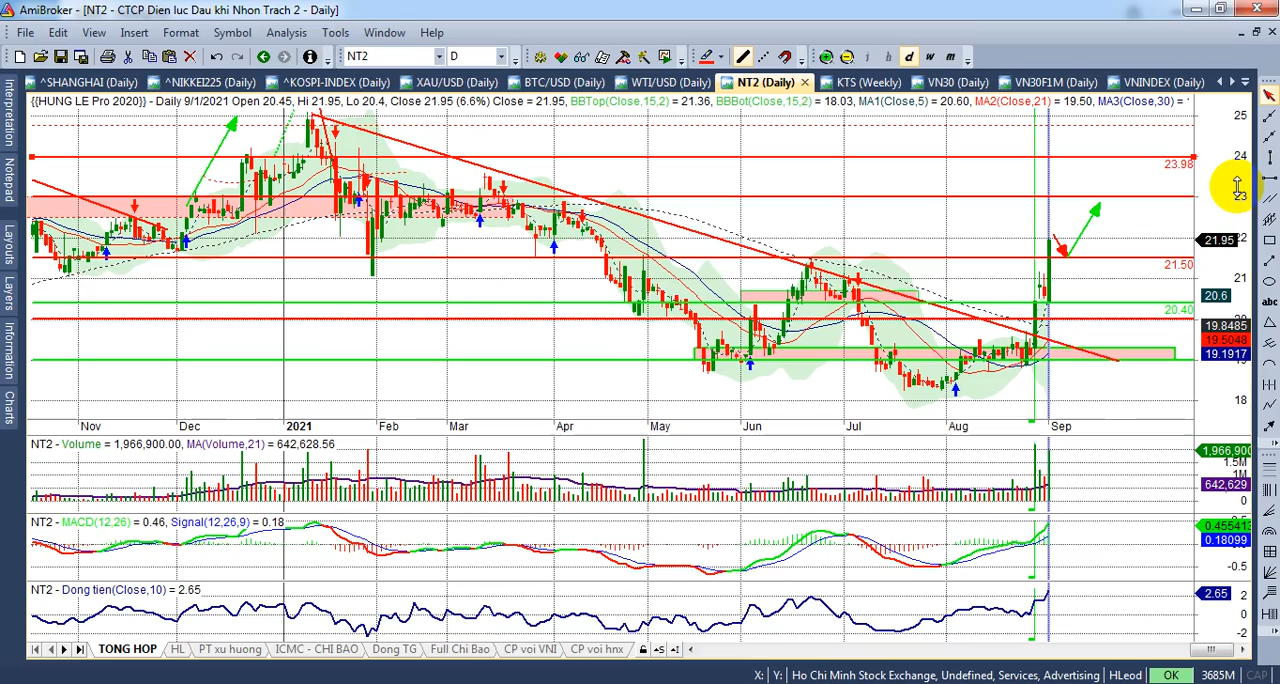 AmiBroker - [NT2 - CTCP Dien luc Dau khi Nhon Trach 2 - Daily]
File Edit View Insert Format Symbol Analysis Tools Window Help
NT2 D i d w m
^SHANGHAI (Daily) ^NIKKEI225 (Daily) ^KOSPI-INDEX (Daily) XAU/USD (Daily) BTC/USD (Daily) WTI/USD (Daily) NT2 (Daily) KTS (Weekly) VN30 (Daily) VN30F1M (Daily) VNINDEX (Daily)
{{HUNG LE Pro 2020}} - Daily 9/1/2021 Open 20.45, Hi 21.95, Lo 20.4, Close 21.95 (6.6%) Close = 21.95, BBTop(Close,15,2) = 21.36, BBBot(Close,15,2) = 18.03, MA1(Close,5) = 20.60, MA2(Close,21) = 19.50, MA3(Close,30) =
Interpretation
Notepad
Layouts
Layers
Information
Charts
abc
25
24
23.98
23
21.95
22
21.50
21
20.6
20.40
20
19.8485
19.5048
19.1917
18
Nov Dec 2021 Feb Mar Apr May Jun Jul Aug Sep
NT2 - Volume = 1,966,900.00, MA(Volume,21) = 642,628.56
1,966,900
1.5M
1M
642,629
0
NT2 - MACD(12,26) = 0.46, Signal(12,26,9) = 0.18
0.455413
0.18099
-0.5
NT2 - Dong tien(Close,10) = 2.65
2.65
2
0
-2
TONG HOP HL PT xu huong ICMC - CHI BAO Dong TG Full Chi Bao CP voi VNI CP voi hnx
X: Y: Ho Chi Minh Stock Exchange, Undefined, Services, Advertising HLeod OK 3685M CAP